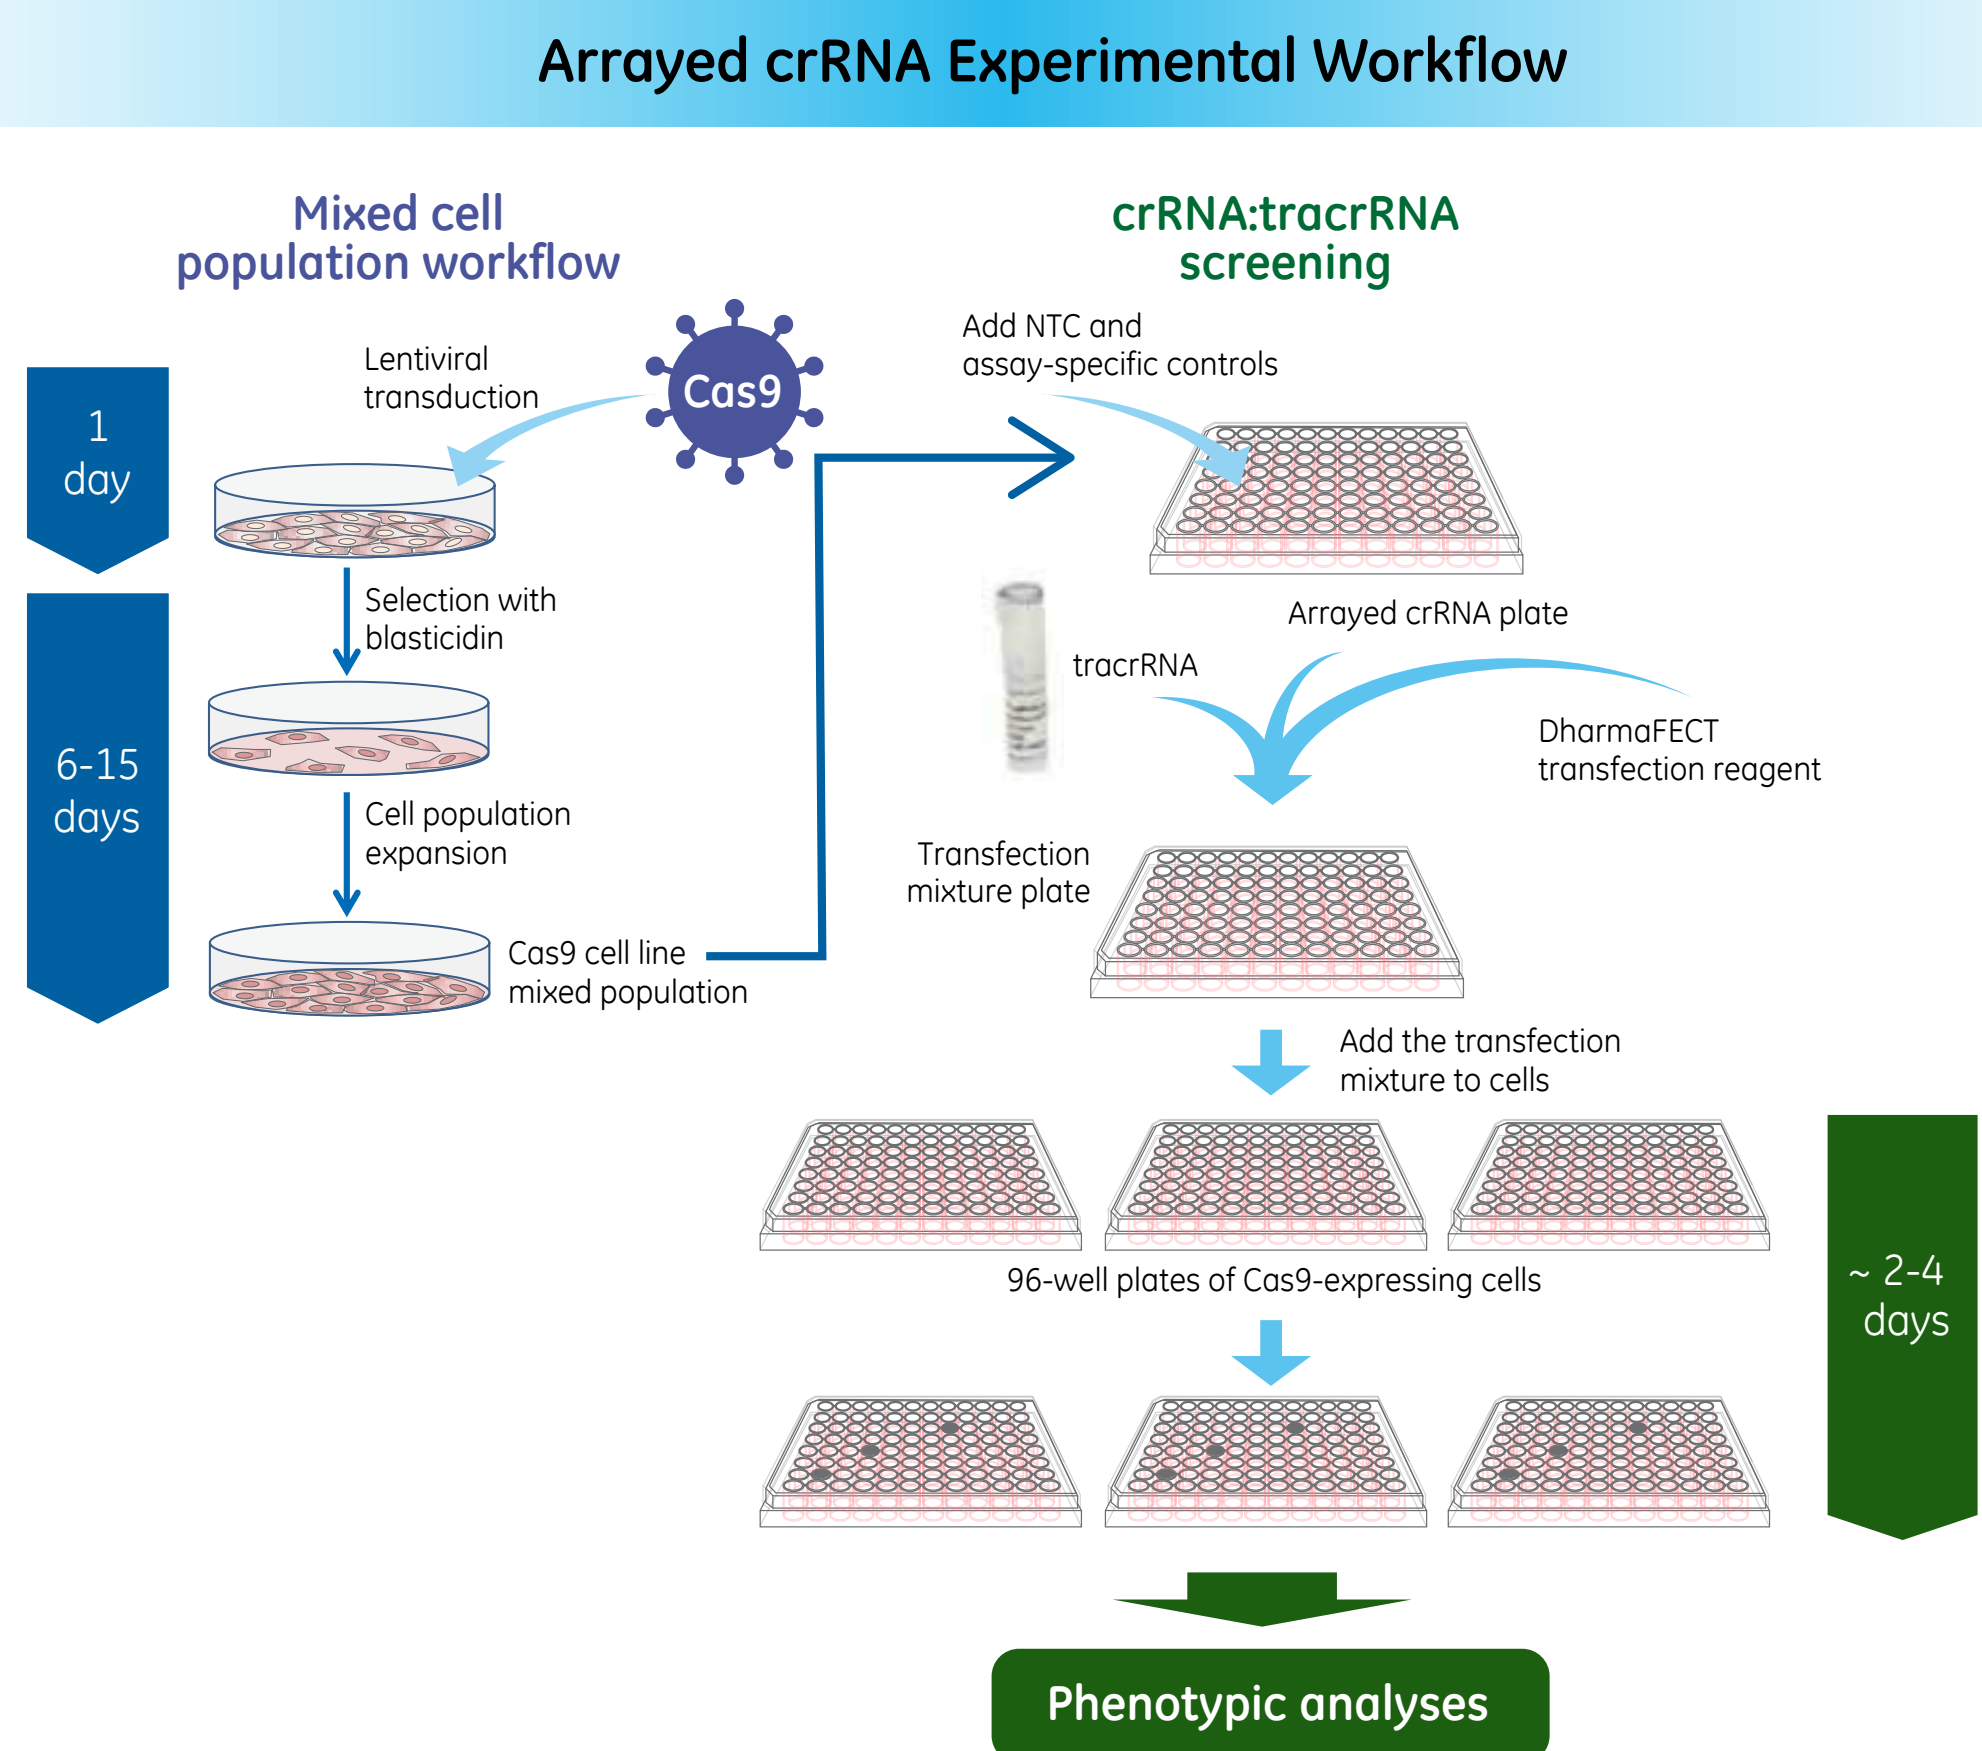 Arrayed crRNA Experimental Workflow
Mixed cell
population workflow
Lentiviral
transduction
Cas9
1
day
Selection with
blasticidin
6-15
days
Cell population
expansion
Cas9 cell line
mixed population
crRNA:tracrRNA
screening
Add NTC and
assay-specific controls
Arrayed crRNA plate
tracrRNA
DharmaFECT
transfection reagent
Transfection
mixture plate
Add the transfection
mixture to cells
96-well plates of Cas9-expressing cells
~ 2-4
days
Phenotypic analyses